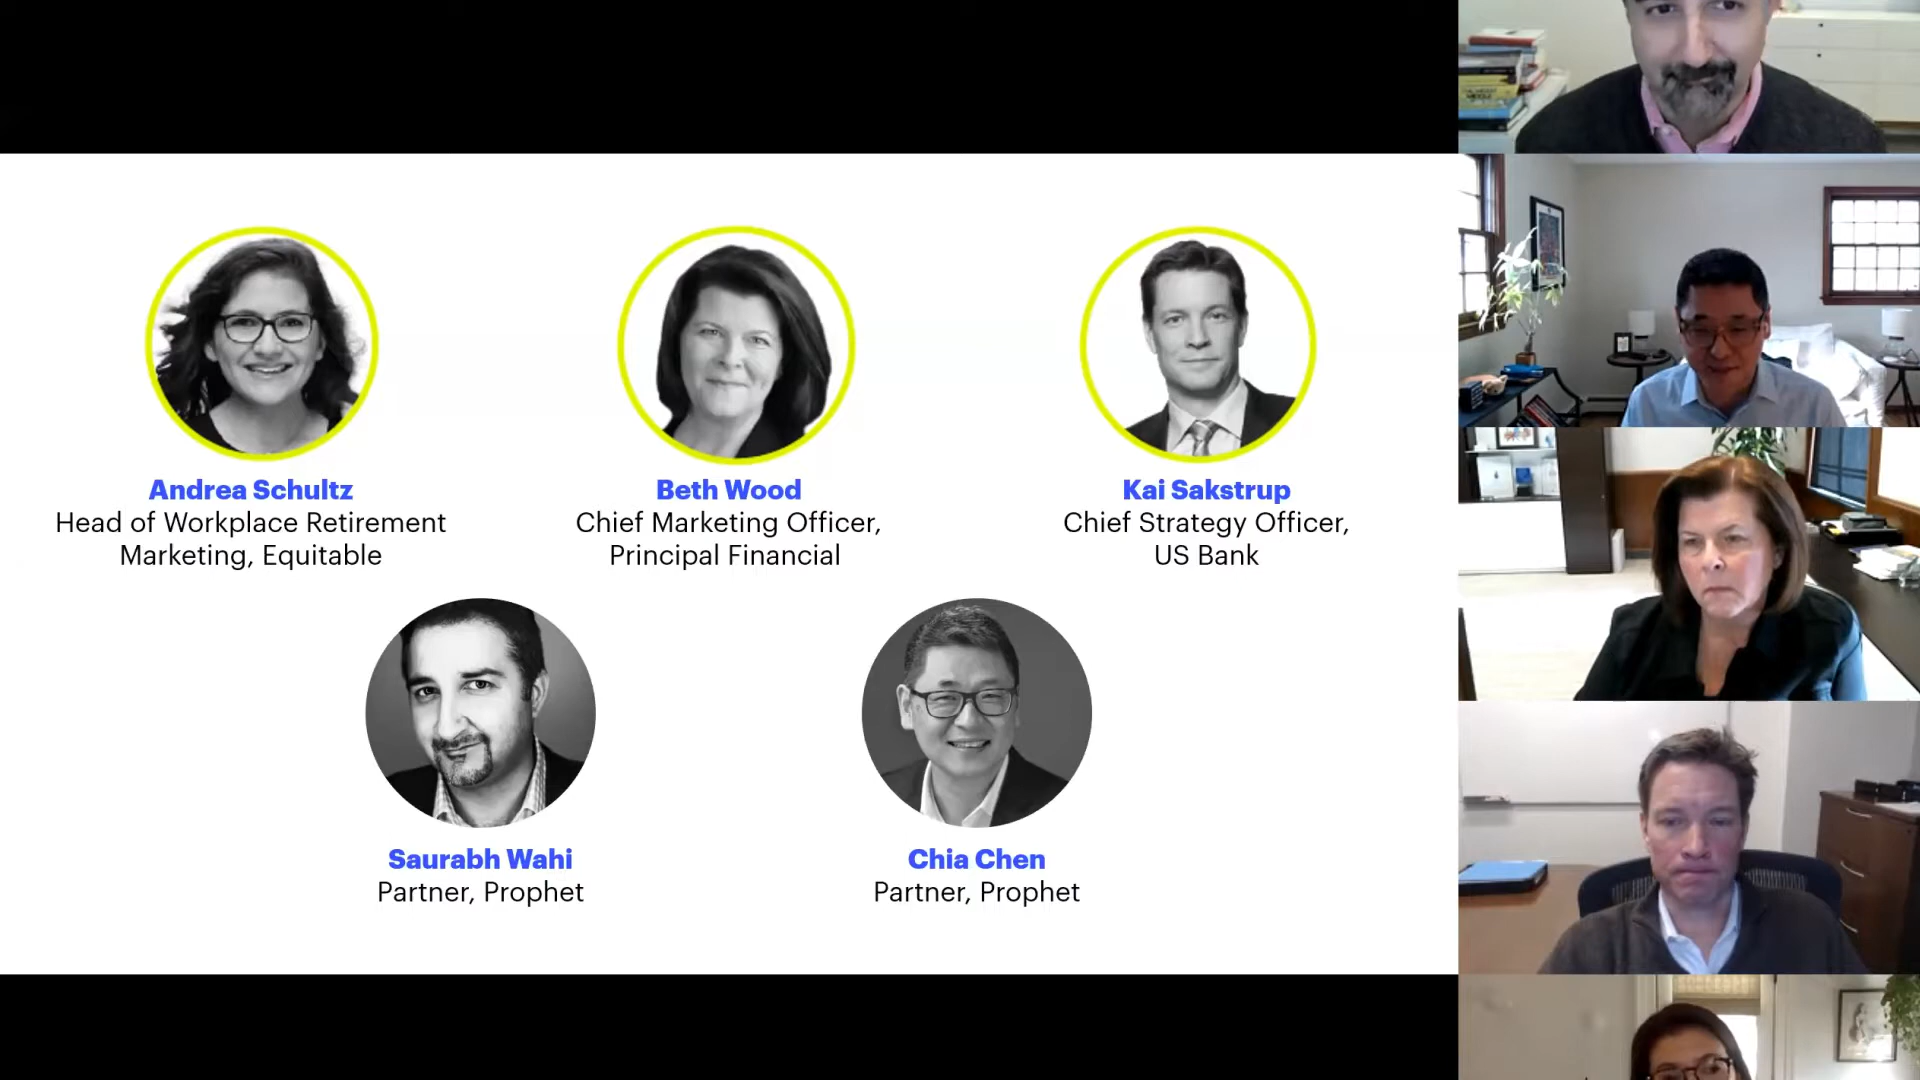 Andrea Schultz
Head of Workplace Retirement
Marketing, Equitable
Beth Wood
Chief Marketing Officer,
Principal Financial
Kai Sakstrup
Chief Strategy Officer,
US Bank
Saurabh Wahi
Partner, Prophet
Chia Chen
Partner, Prophet